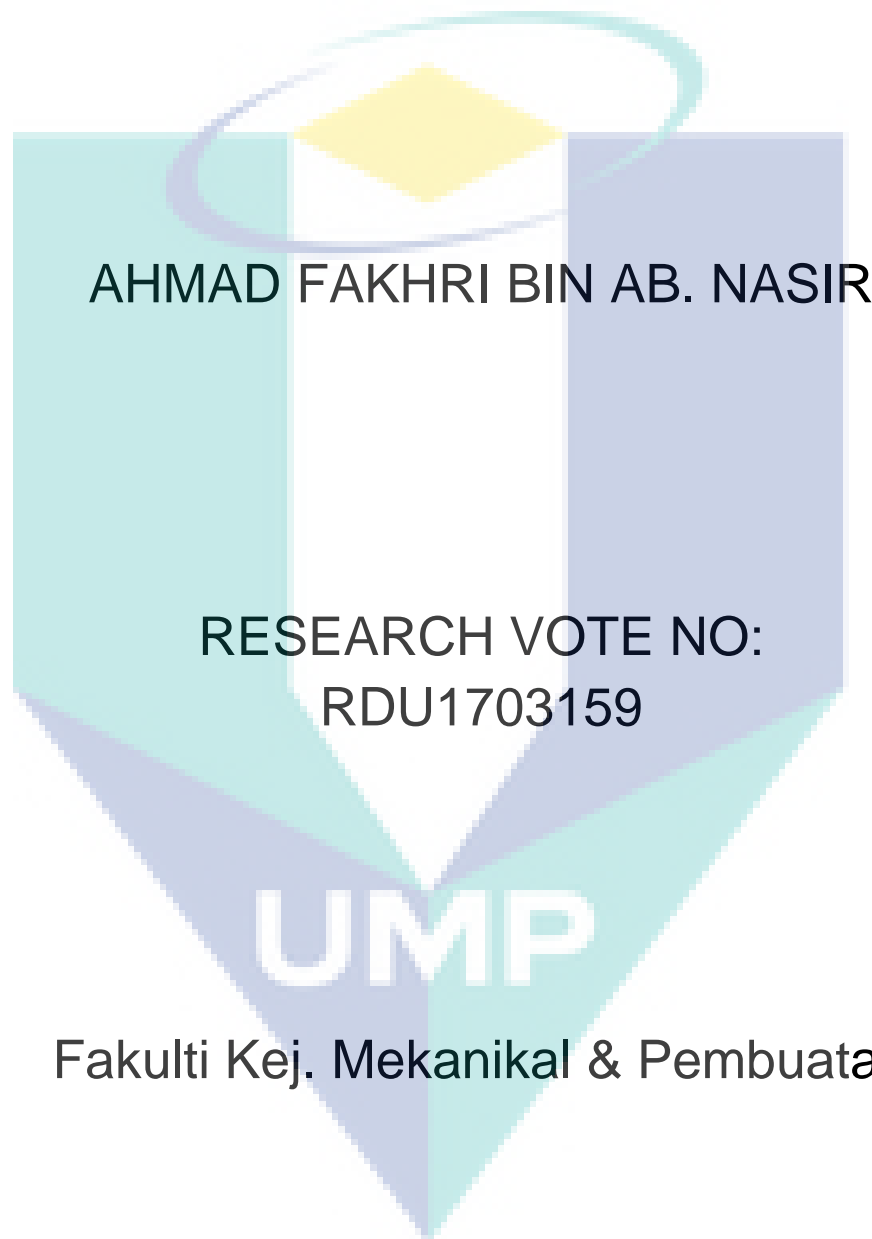 AHMAD FAKHRI BIN AB. NASIR
RESEARCH VOTE NO:
RDU1703159
UMP
Fakulti Kej. Mekanikal & Pembuata